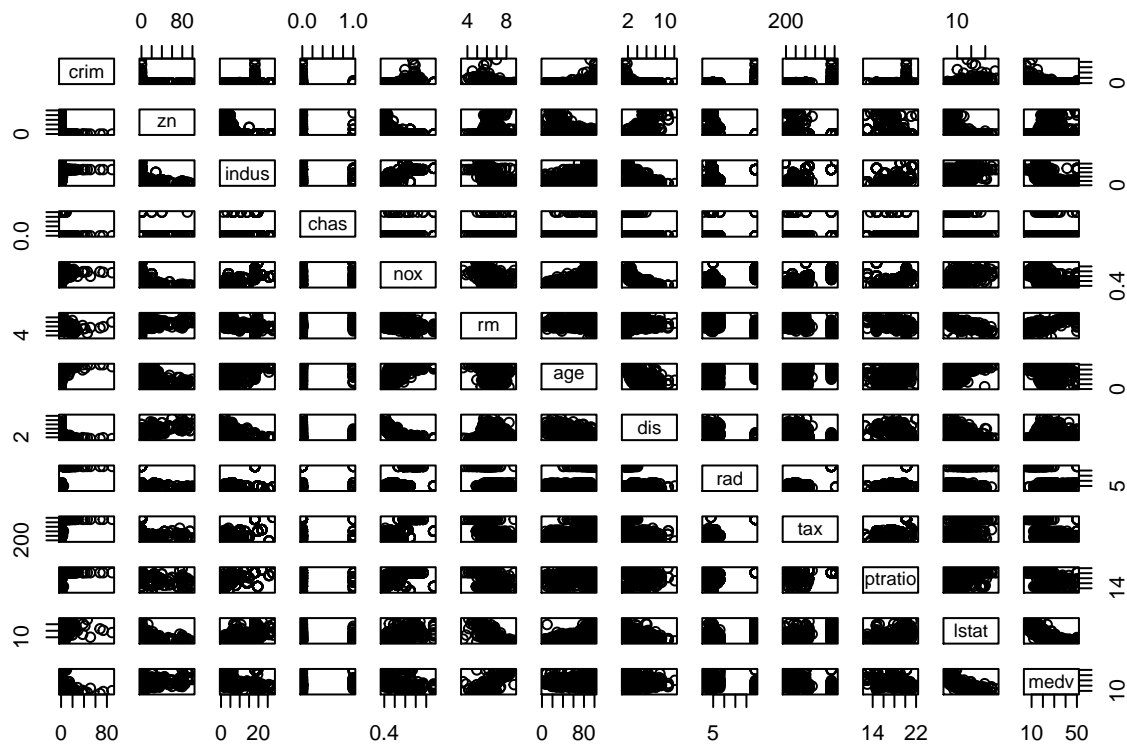 0 80 0.0 1.0 4 8 2 10 200 10
crim 0
0 zn
indus 0
0.0 chas
nox 0.4
4 rm
age 0
2 dis
rad 5
200 tax
ptratio 14
10 lstat
medv 10
0 80 0 20 0.4 0 80 5 14 22 10 50